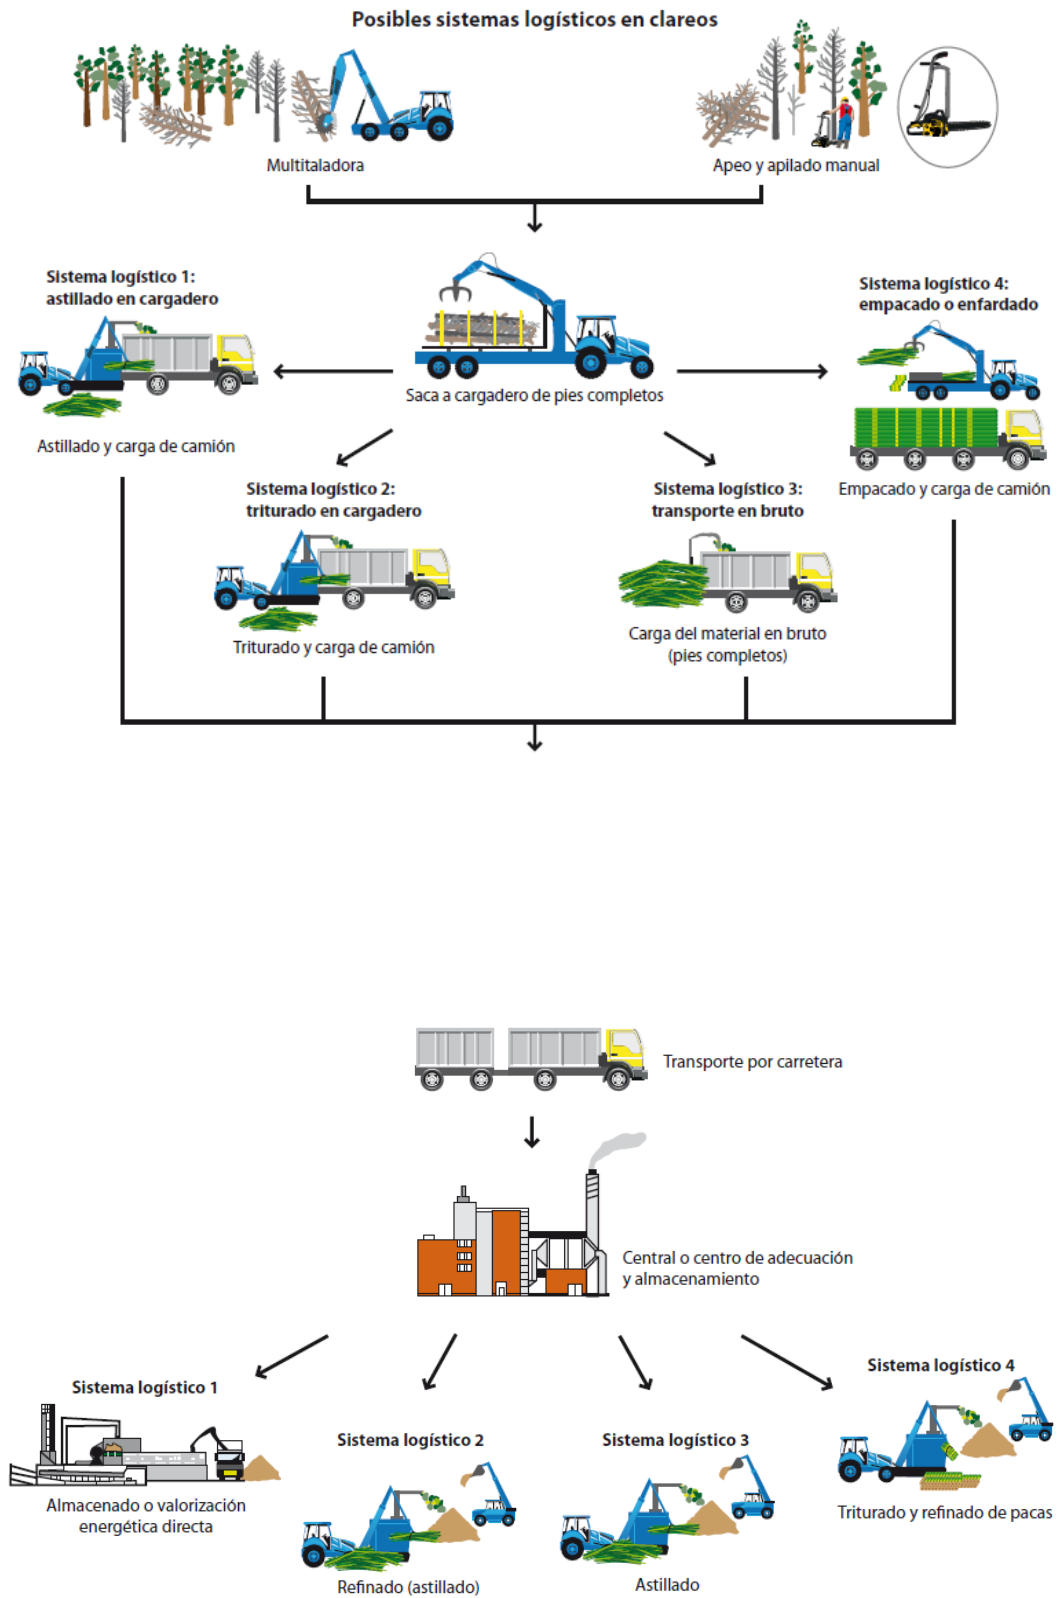 Posibles sistemas logísticos en clareos
Multitaladora
Apeo y apilado manual
Sistema logístico 1:
astillado en cargadero
Sistema logístico 4:
empacado o enfardado
Saca a cargadero de pies completos
Astillado y carga de camión
Empacado y carga de camión
Sistema logístico 2:
triturado en cargadero
Sistema logístico 3:
transporte en bruto
Triturado y carga de camión
Carga del material en bruto
(pies completos)
Transporte por carretera
Central o centro de adecuación
y almacenamiento
Sistema logístico 1
Sistema logístico 4
Sistema logístico 2
Sistema logístico 3
Almacenado o valorización
energética directa
Triturado y refinado de pacas
Refinado (astillado)
Astillado